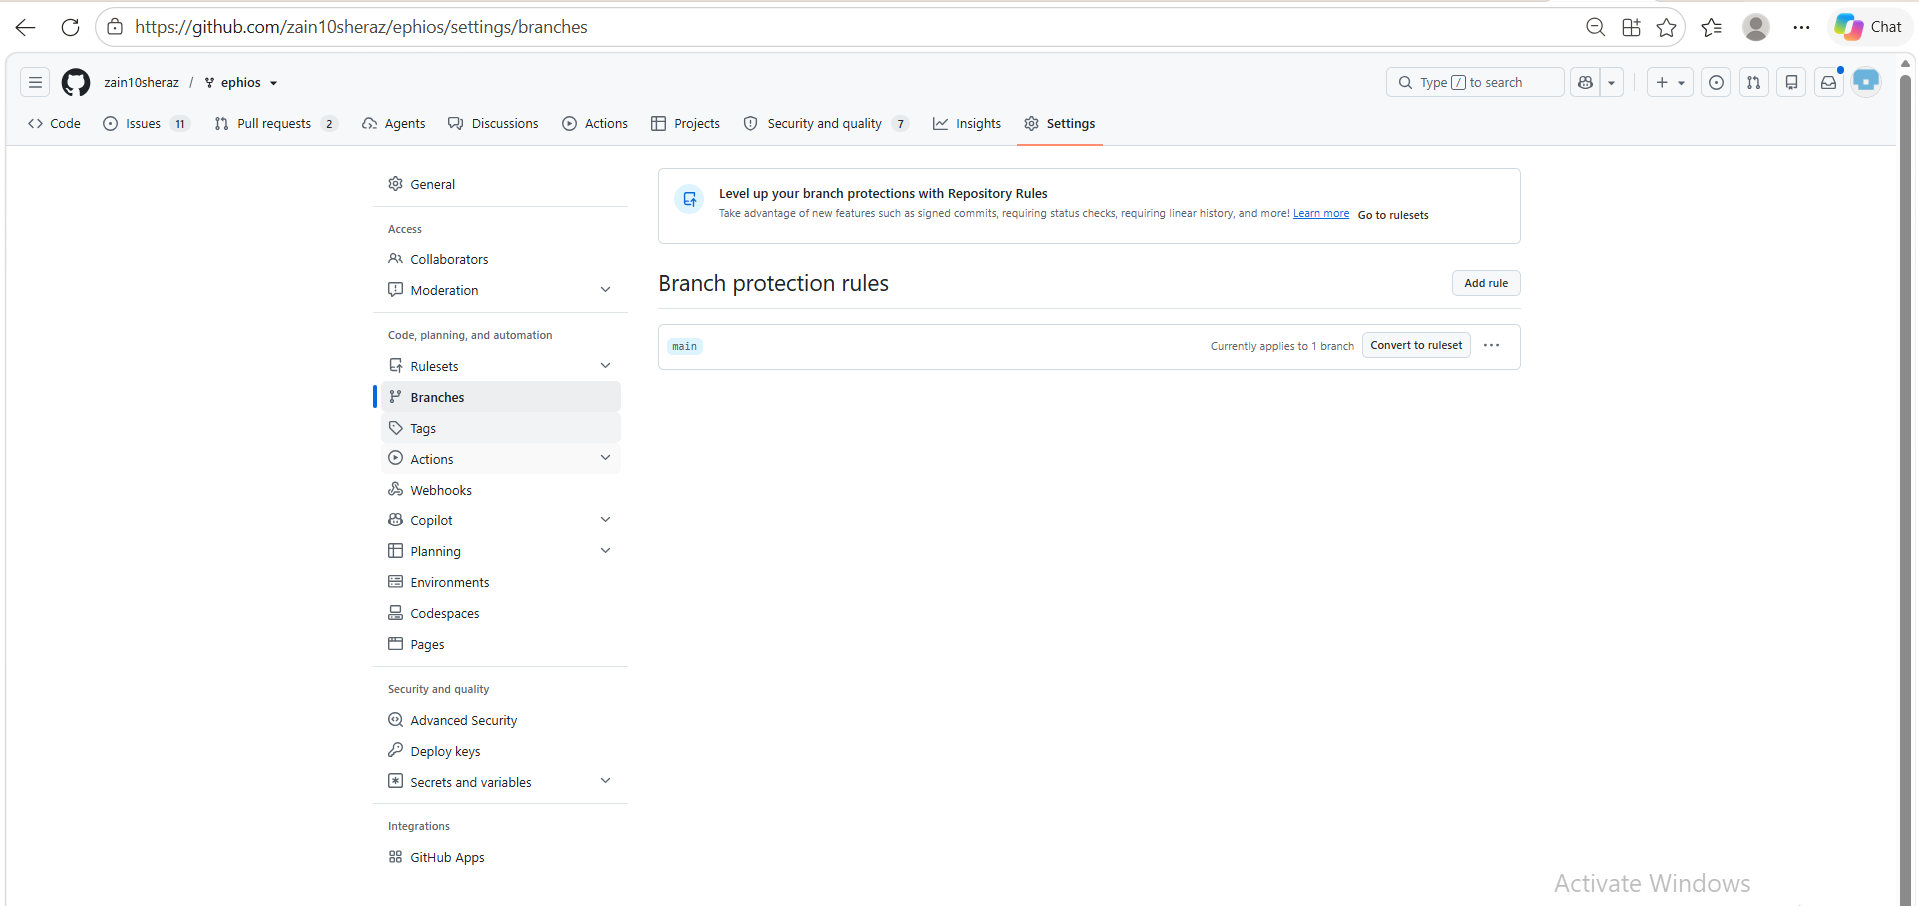 https://github.com/zain10sheraz/ephios/settings/branches
Chat
zain10sheraz / ephios
Type / to search
Code
Issues 11
Pull requests 2
Agents
Discussions
Actions
Projects
Security and quality 7
Insights
Settings
General
Access
Collaborators
Moderation
Code, planning, and automation
Rulesets
Branches
Tags
Actions
Webhooks
Copilot
Planning
Environments
Codespaces
Pages
Security and quality
Advanced Security
Deploy keys
Secrets and variables
Integrations
GitHub Apps
Level up your branch protections with Repository Rules
Take advantage of new features such as signed commits, requiring status checks, requiring linear history, and more! Learn more Go to rulesets
Branch protection rules
Add rule
main
Currently applies to 1 branch
Convert to ruleset
Activate Windows